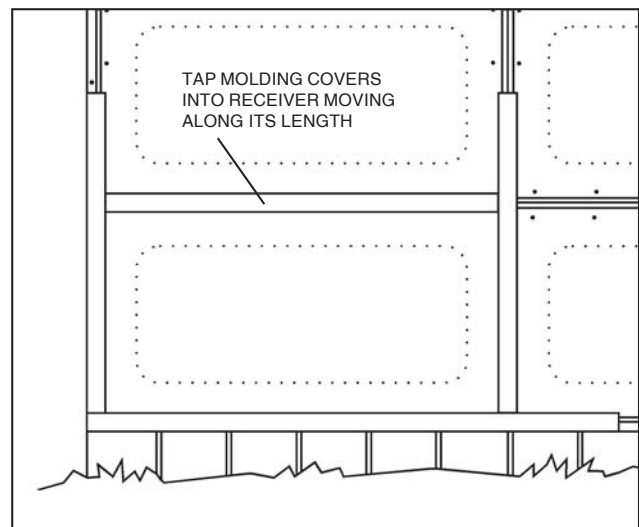 TAP MOLDING COVERS
INTO RECEIVER MOVING
ALONG ITS LENGTH